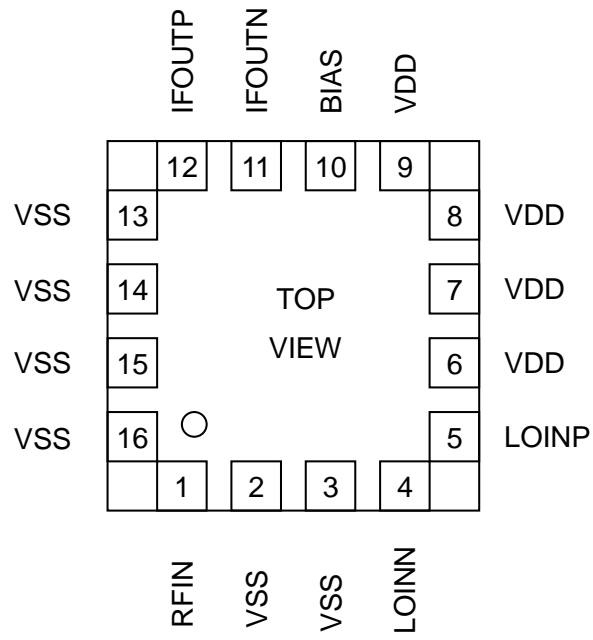 IFOUTP IFOUTN BIAS VDD
12 11 10 9
VSS 13 8 VDD
VSS 14 7 VDD
TOP
VIEW
VSS 15 6 VDD
VSS 16 5 LOINP
1 2 3 4
RFIN VSS VSS LOINN